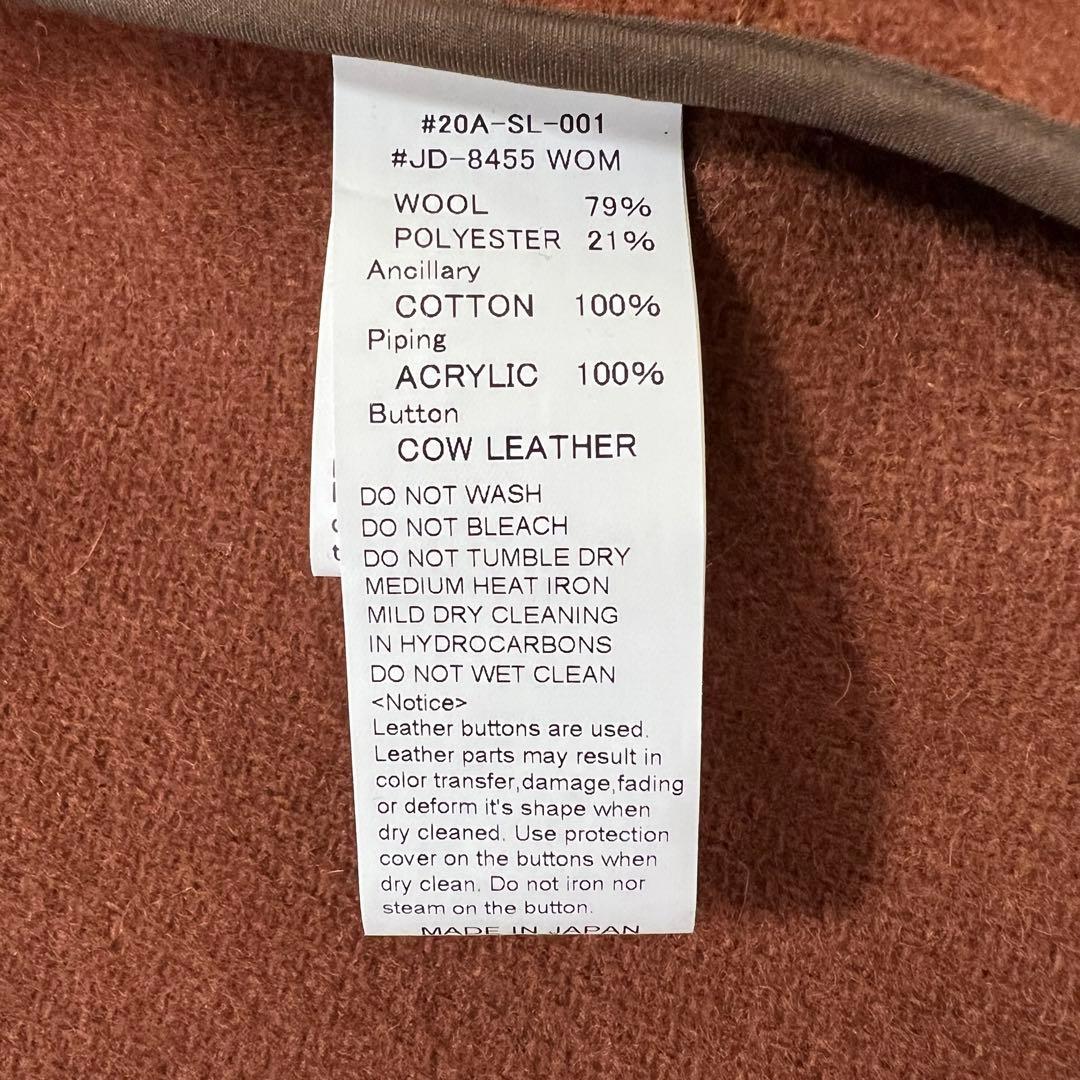 #20A-SL-001
#JD-8455 WOM
WOOL 79%
POLYESTER 21%
Ancillary
COTTON 100%
Piping
ACRYLIC 100%
Button
COW LEATHER
DO NOT WASH
DO NOT BLEACH
DO NOT TUMBLE DRY
MEDIUM HEAT IRON
MILD DRY CLEANING
IN HYDROCARBONS
DO NOT WET CLEAN
<Notice>
Leather buttons are used.
Leather parts may result in
color transfer,damage,fading
or deform it's shape when
dry cleaned. Use protection
cover on the buttons when
dry clean. Do not iron nor
steam on the button.
MADE IN JAPAN